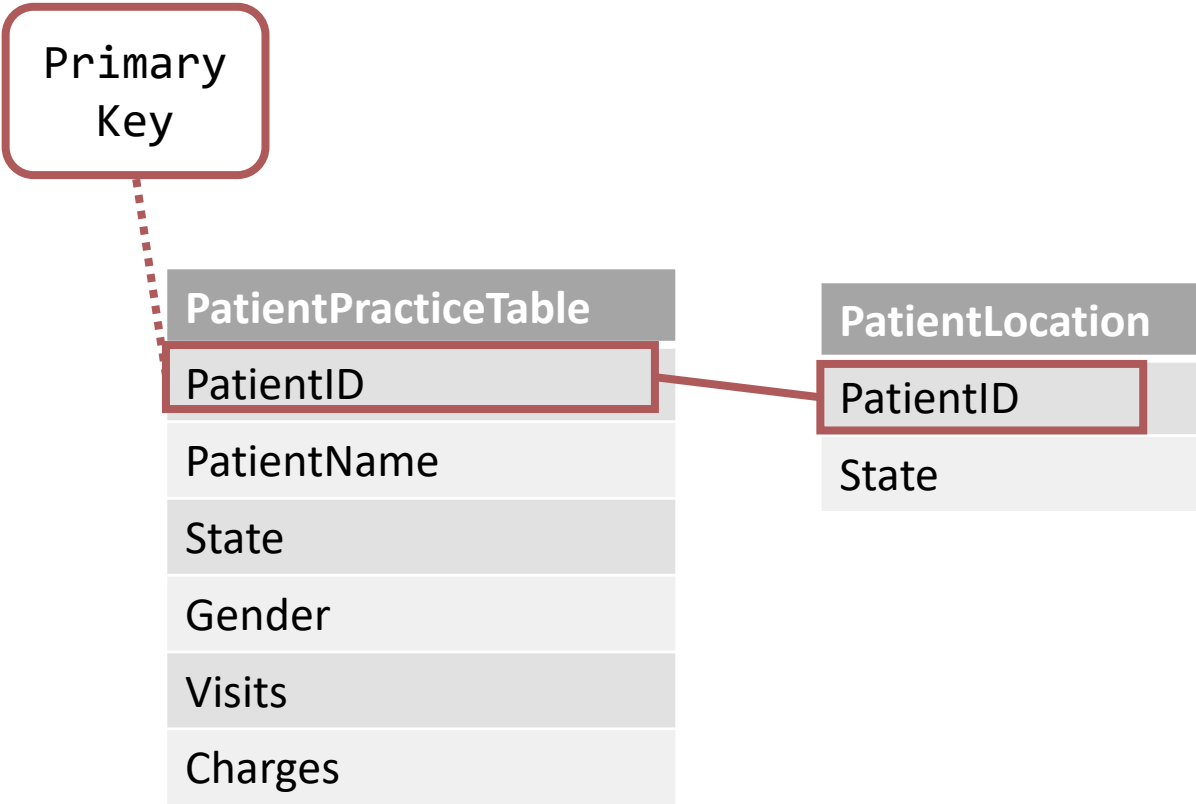 Primary
Key
PatientPracticeTable
PatientID
PatientName
State
Gender
Visits
Charges
PatientLocation
PatientID
State